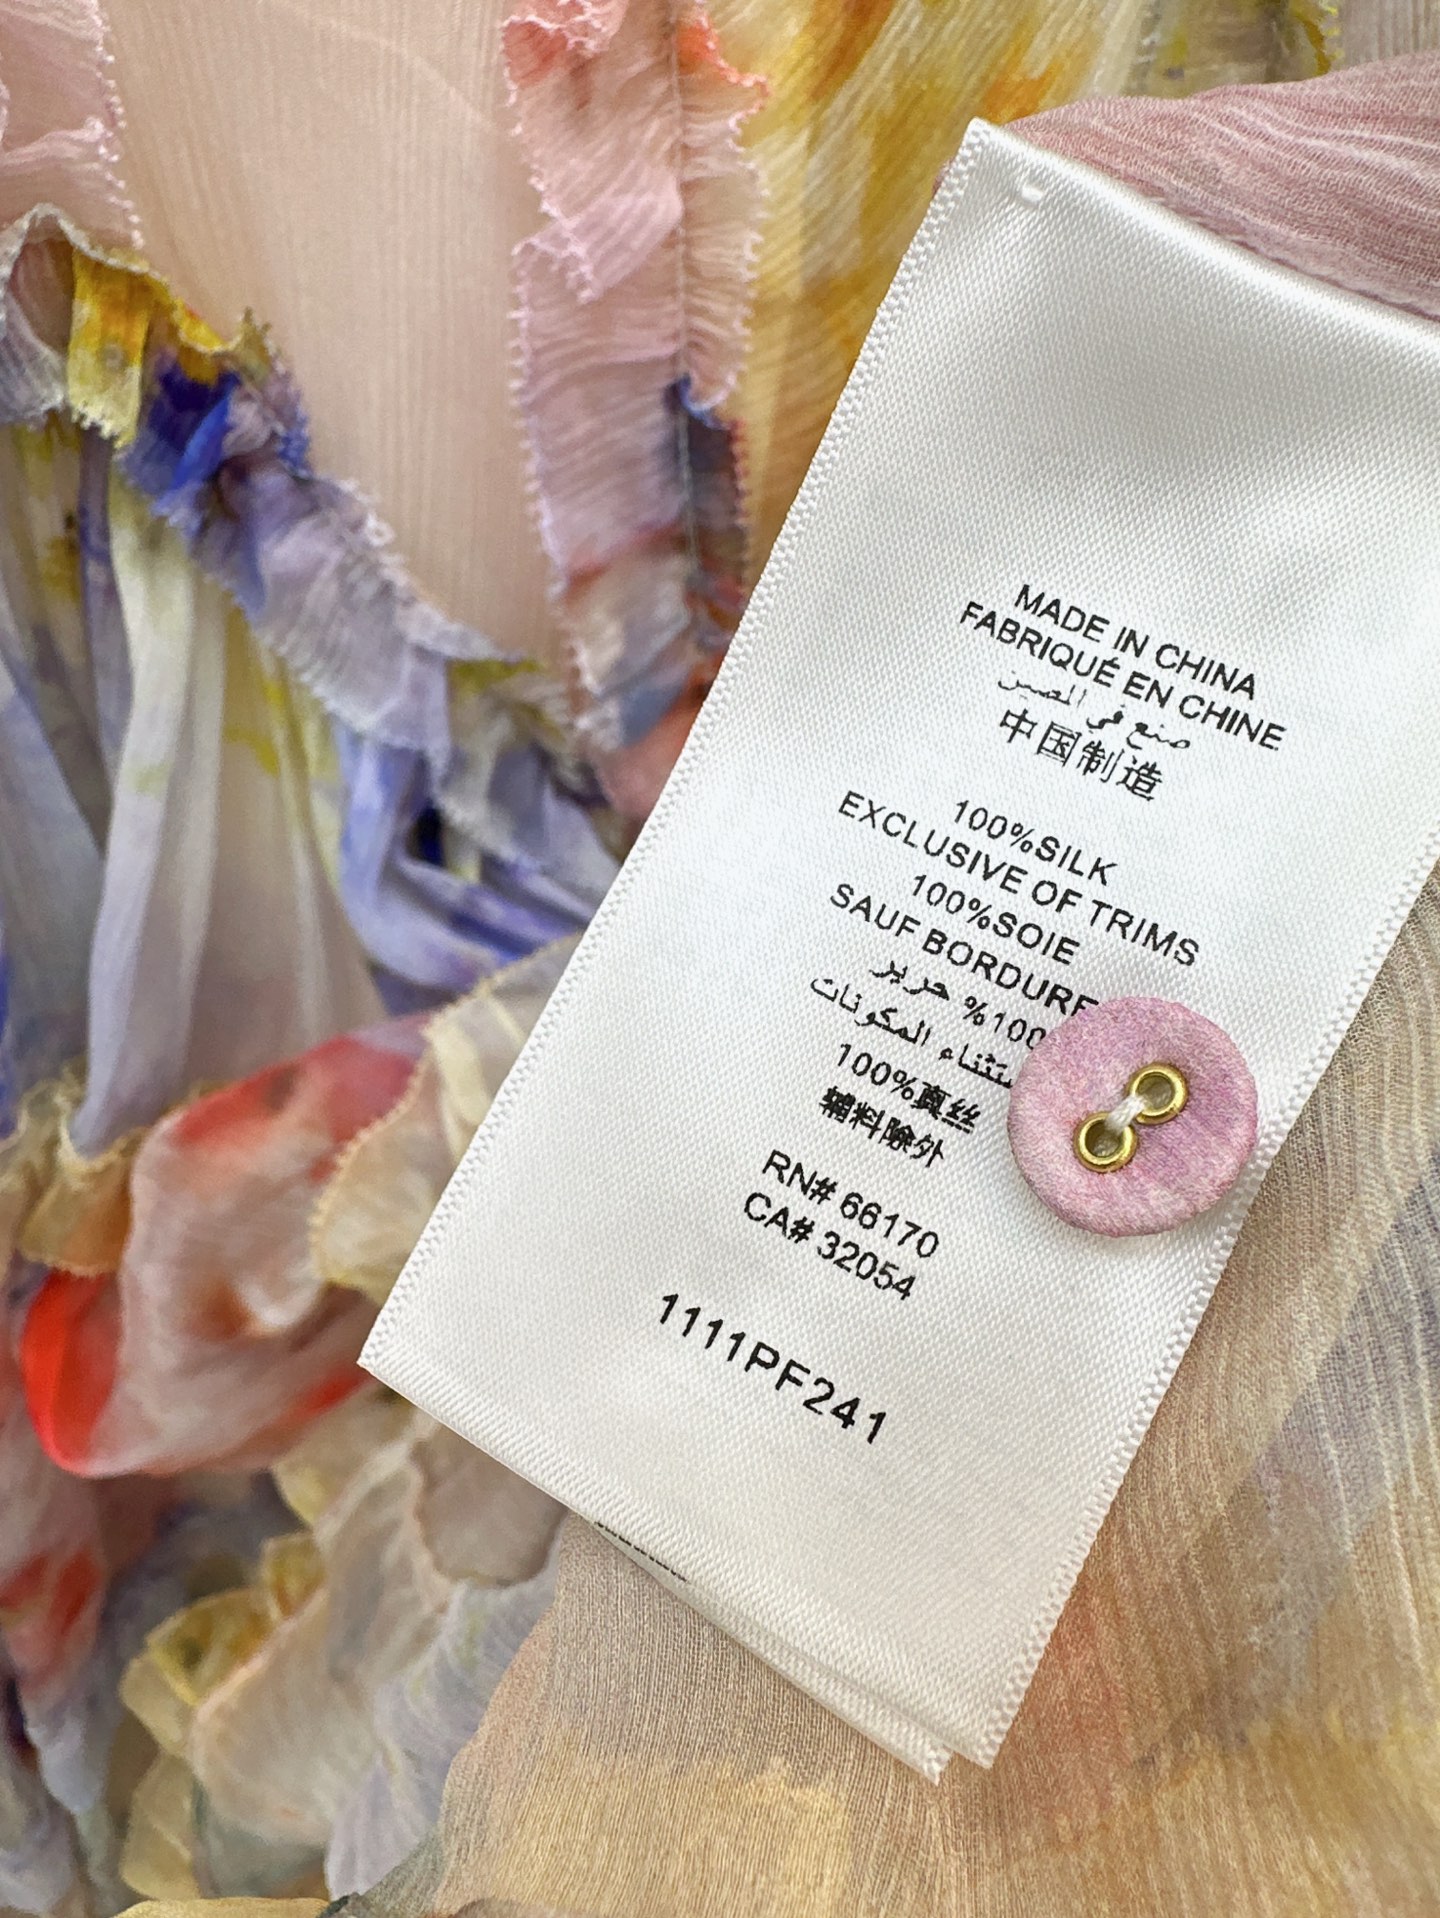 MADE IN CHINA
FABRIQUÉ EN CHINE
صنع في الصين
中国制造
100%SILK
EXCLUSIVE OF TRIMS
100%SOIE
SAUF BORDURE
100% حرير
المكونات
100%真丝
辅料除外
RN# 66170
CA# 32054
1111PF241